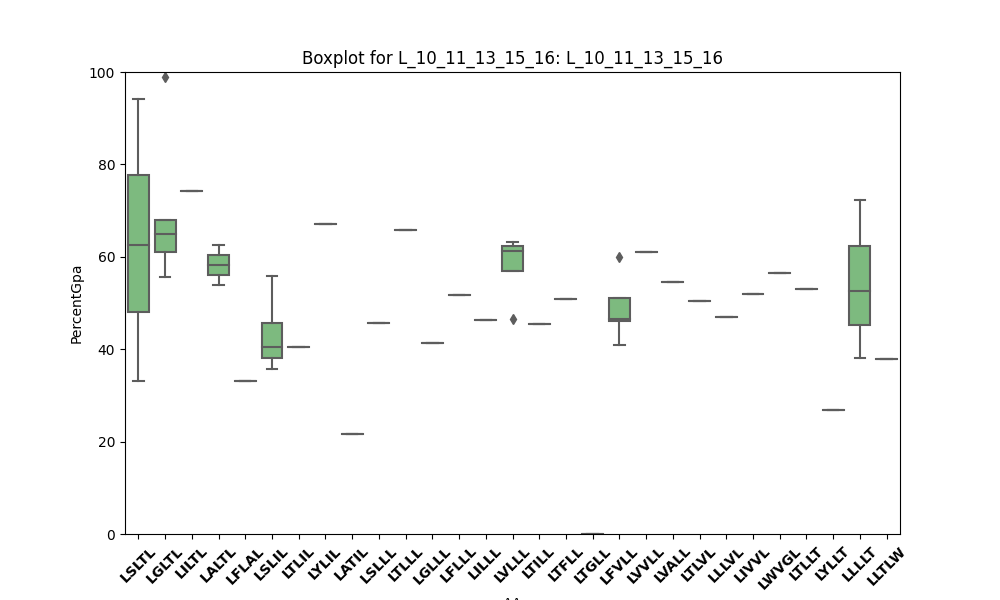 Boxplot for L_10_11_13_15_16: L_10_11_13_15_16
PercentGpa
100
80
60
40
20
0
LSLTL
LGLTL
LILTL
LALTL
LFLAL
LSLIL
LTLIL
LYLIL
LATIL
LSLLL
LTLLL
LGLLL
LFLLL
LILLL
LVLLL
LTILL
LTFLL
LTGLL
LFVLL
LVVLL
LVALL
LTLVL
LLLVL
LIVVL
LWVGL
LTLLT
LYLLT
LLLLT
LLTLW